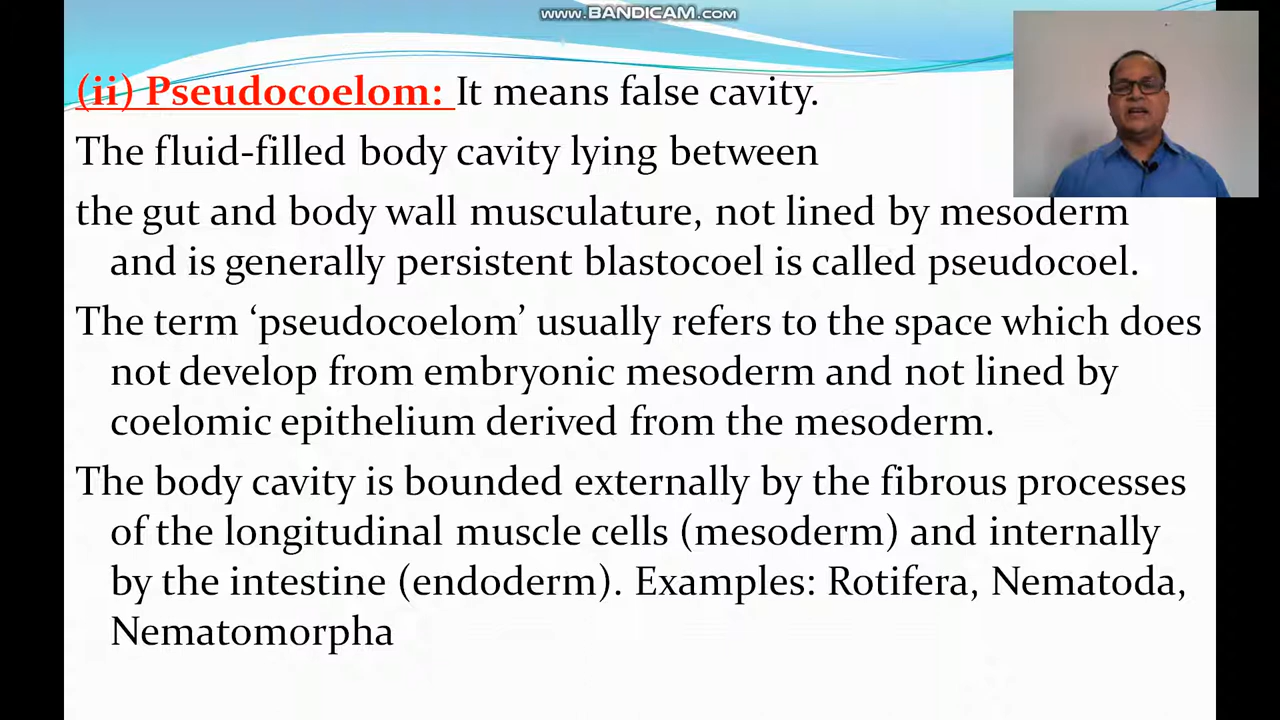 www.BANDICAM.com
(ii) Pseudocoelom: It means false cavity.
The fluid-filled body cavity lying between
the gut and body wall musculature, not lined by mesoderm
and is generally persistent blastocoel is called pseudocoel.
The term ‘pseudocoelom’ usually refers to the space which does
not develop from embryonic mesoderm and not lined by
coelomic epithelium derived from the mesoderm.
The body cavity is bounded externally by the fibrous processes
of the longitudinal muscle cells (mesoderm) and internally
by the intestine (endoderm). Examples: Rotifera, Nematoda,
Nematomorpha